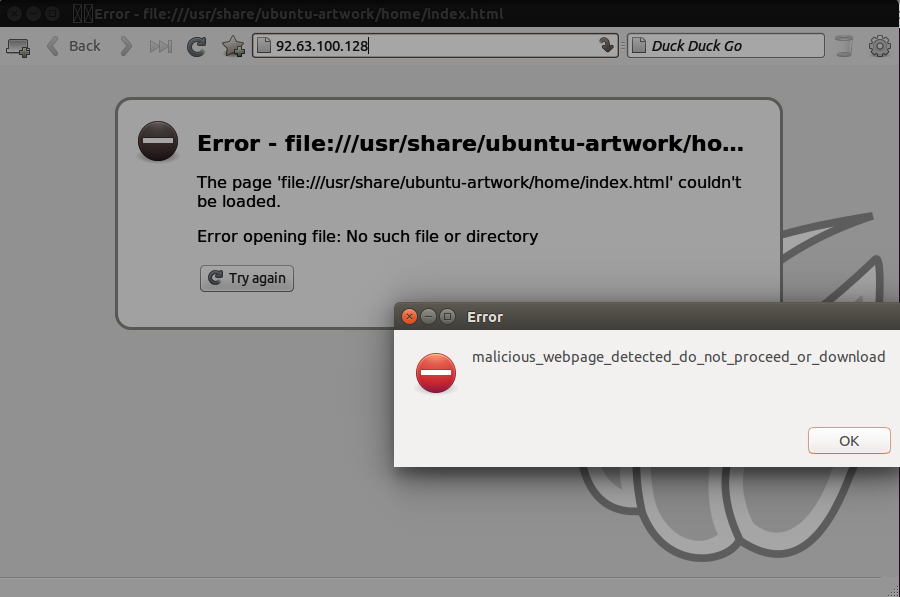 Error - file:///usr/share/ubuntu-artwork/home/index.html
Back
92.63.100.128
Duck Duck Go
Error - file:///usr/share/ubuntu-artwork/ho...
The page 'file:///usr/share/ubuntu-artwork/home/index.html' couldn't
be loaded.
Error opening file: No such file or directory
Try again
Error
malicious_webpage_detected_do_not_proceed_or_download
OK